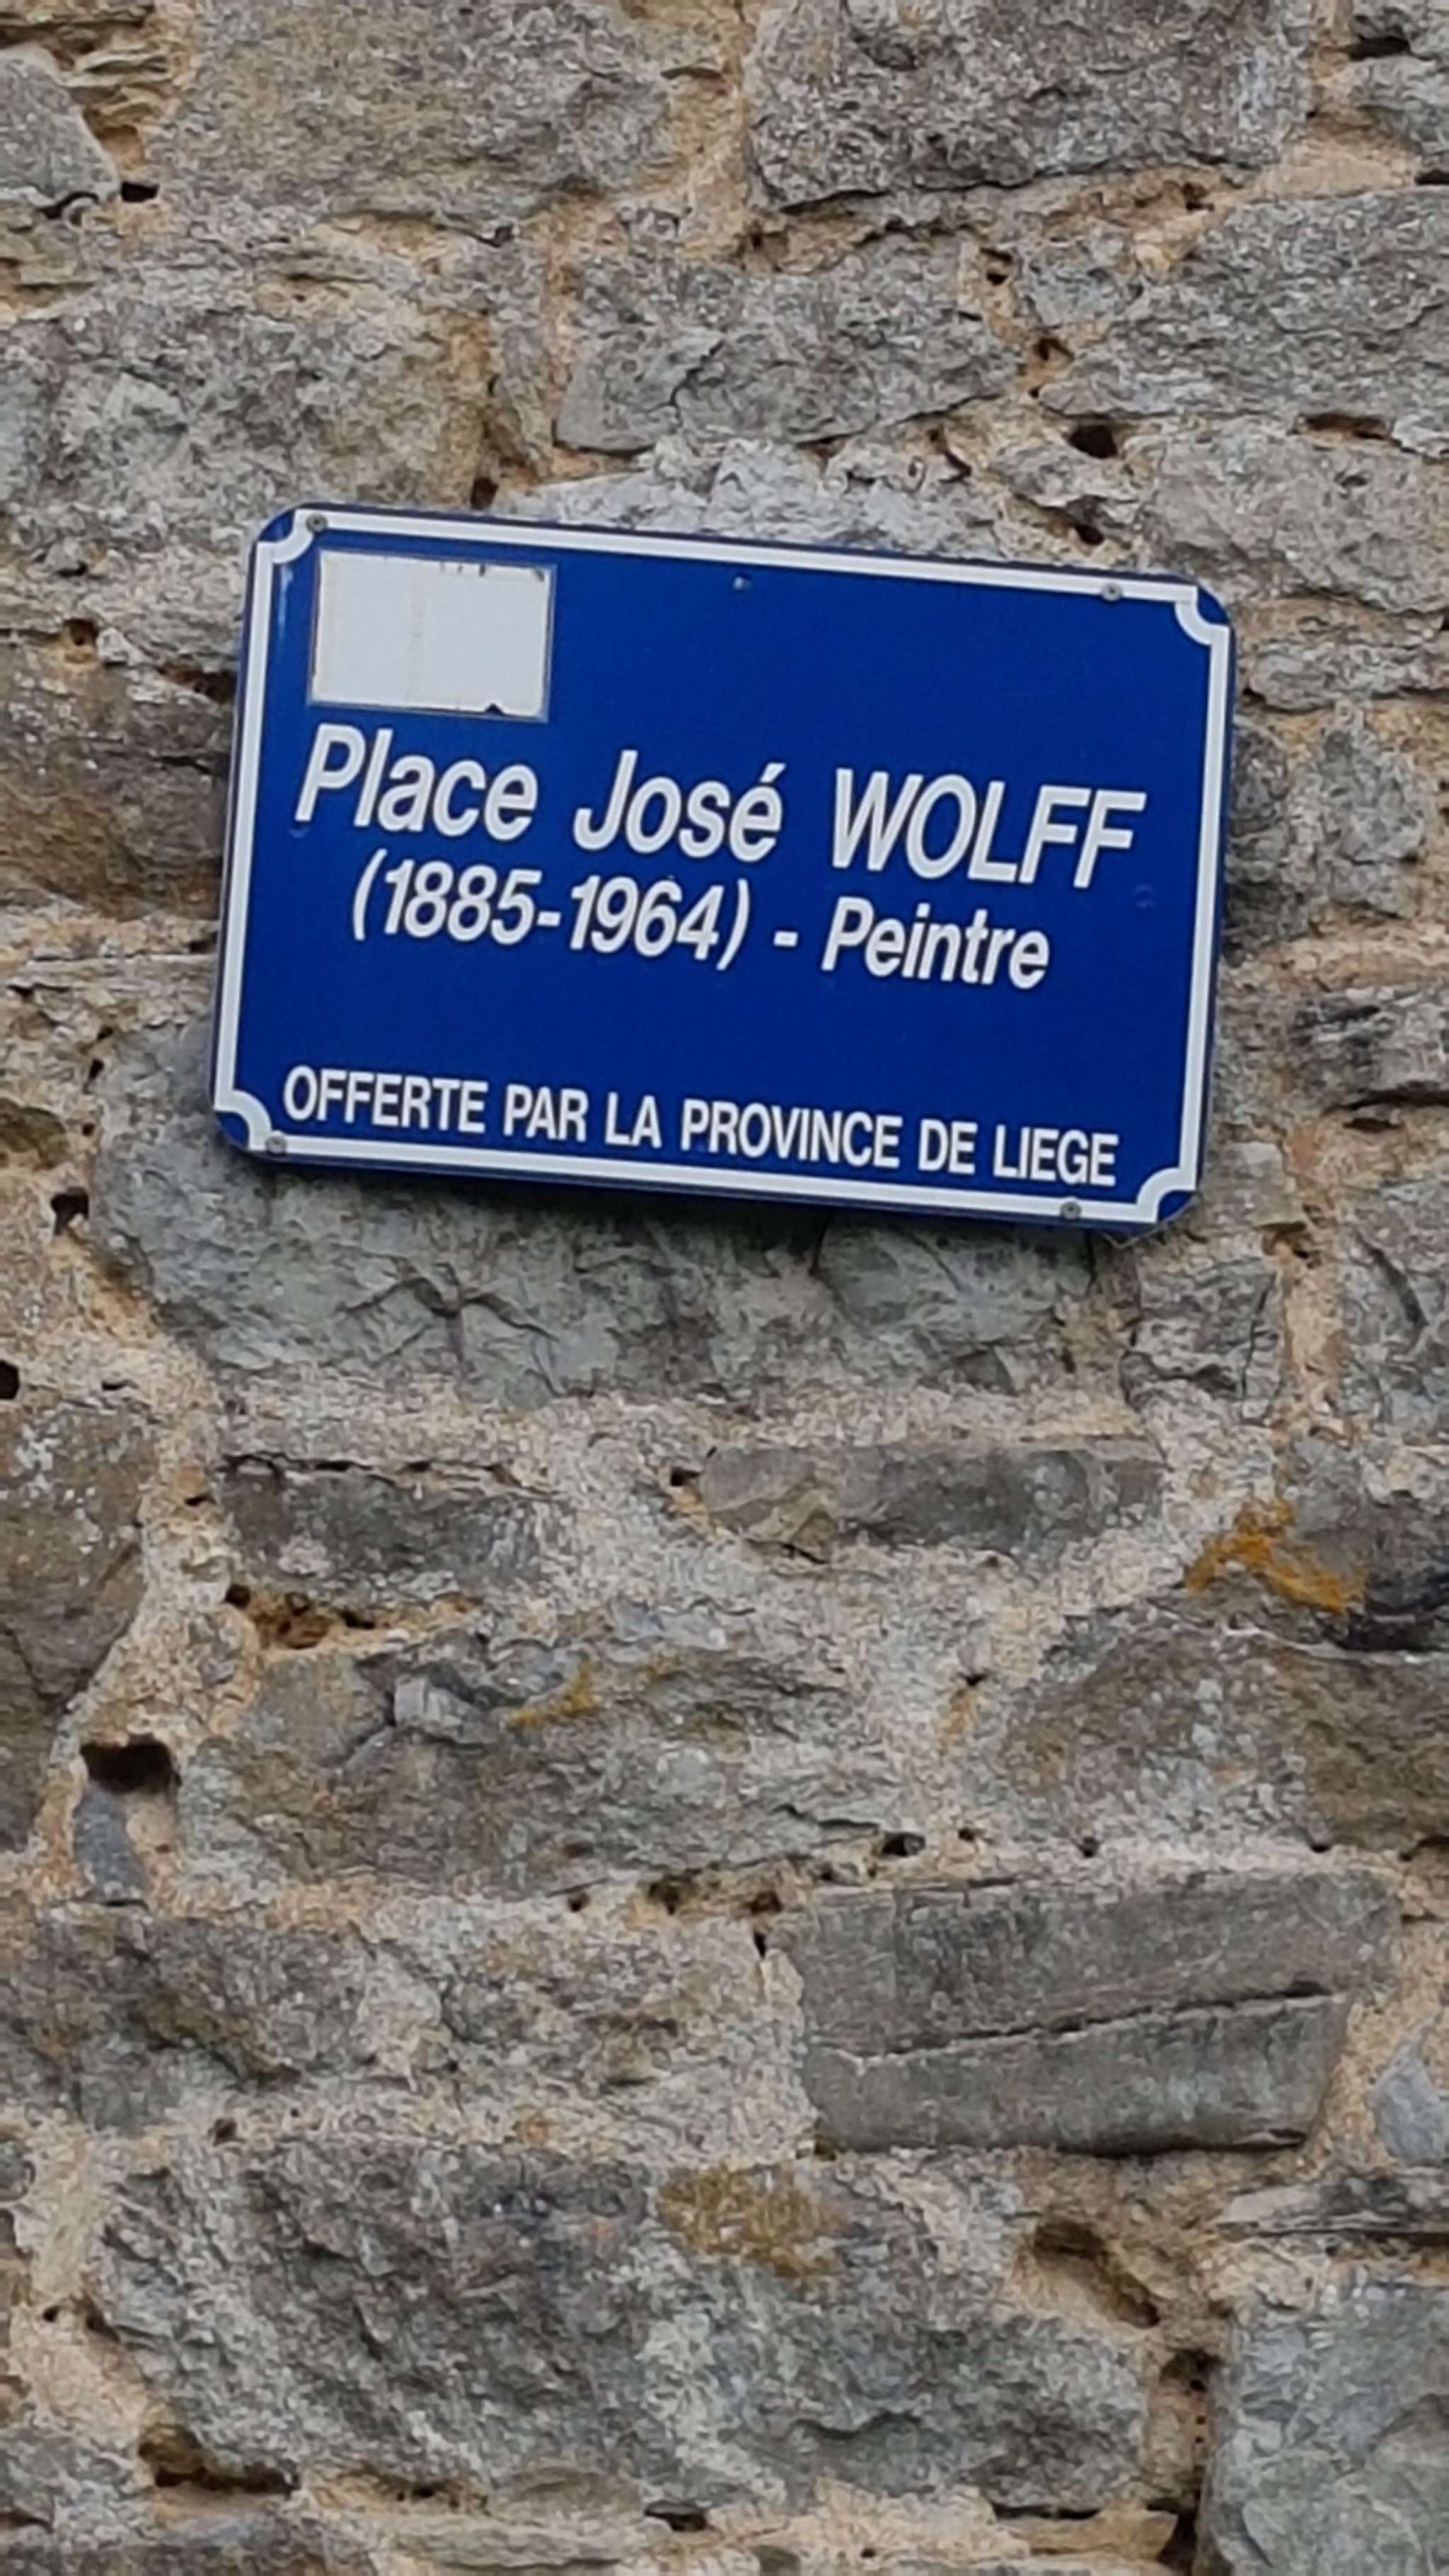 Place José WOLFF
(1885-1964) - Peintre
OFFERTE PAR LA PROVINCE DE LIEGE